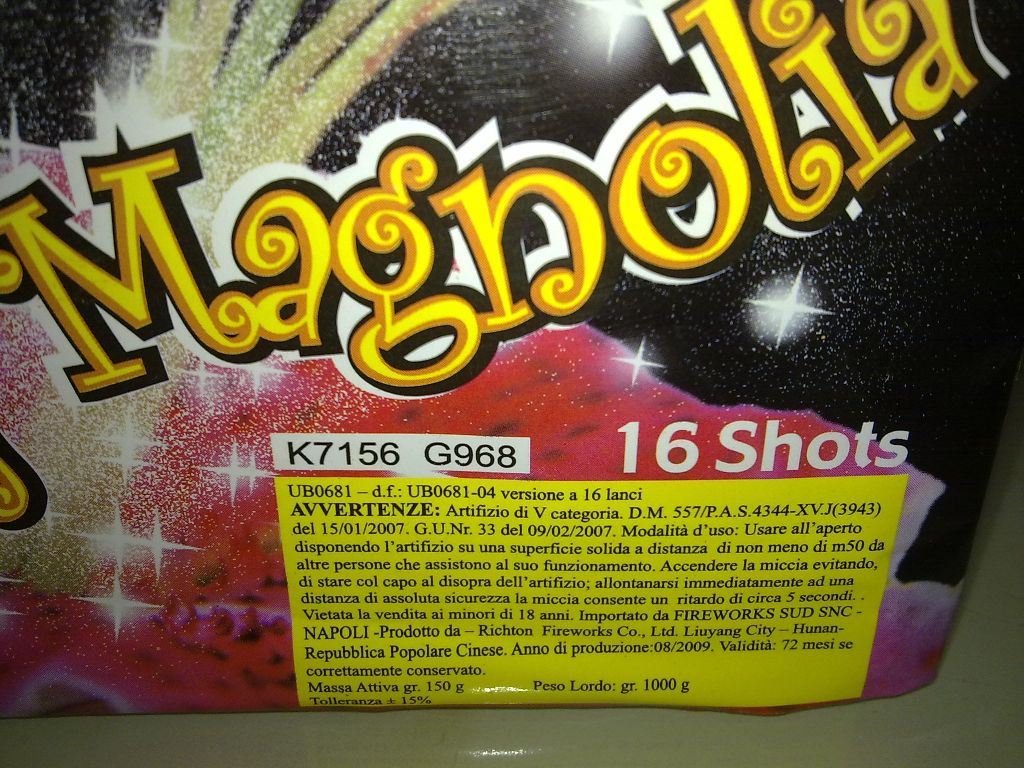 Magnolia
K7156 G968
16 Shots
UB0681 – d.f.: UB0681-04 versione a 16 lanci
AVVERTENZE: Artifizio di V categoria. D.M. 557/P.A.S.4344-XVJ(3943)
del 15/01/2007. G.U.Nr. 33 del 09/02/2007. Modalità d'uso: Usare all'aperto
disponendo l'artifizio su una superficie solida a distanza di non meno di m50 da
altre persone che assistono al suo funzionamento. Accendere la miccia evitando,
di stare col capo al disopra dell'artifizio; allontanarsi immediatamente ad una
distanza di assoluta sicurezza la miccia consente un ritardo di circa 5 secondi. .
Vietata la vendita ai minori di 18 anni. Importato da FIREWORKS SUD SNC -
NAPOLI -Prodotto da – Richton Fireworks Co., Ltd. Liuyang City – Hunan-
Repubblica Popolare Cinese. Anno di produzione:08/2009. Validità: 72 mesi se
correttamente conservato.
Massa Attiva gr. 150 g Peso Lordo: gr. 1000 g
Tolleranza ± 15%